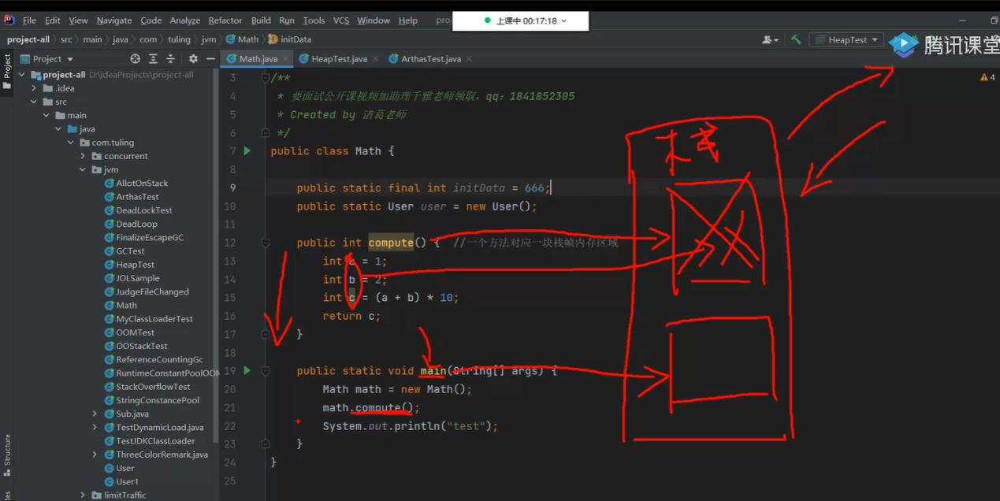 File Edit View Navigate Code Analyze Refactor Build Run Tools VCS Window Help
上课中 00:17:18
project-all src main java com tuling jvm Math initData
HeapTest
腾讯课堂
Project
Project
Math.java HeapTest.java ArthasTest.java
project-all D:\ideaProjects\project-all
.idea
src
main
java
com.tuling
concurrent
jvm
AllotOnStack
ArthasTest
DeadLockTest
DeadLoop
FinalizeEscapeGC
GCTest
HeapTest
JOLSample
JudgeFileChanged
Math
MyClassLoaderTest
OOMTest
OOStackTest
ReferenceCountingGc
RuntimeConstantPoolOOM
StackOverflowTest
StringConstancePool
Sub.java
TestDynamicLoad.java
TestJDKClassLoader
ThreeColorRemark.java
User
User1
limitTraffic
Structure
4
3 /**
4 * 要面试公开课视频加助理千雅老师领取，qq：1841852305
5 * Created by 诸葛老师
6 */
7 public class Math {
8
9 public static final int initData = 666;
10 public static User user = new User();
11
12 public int compute() { //一个方法对应一块栈帧内存区域
13 int a = 1;
14 int b = 2;
15 int c = (a + b) * 10;
16 return c;
17 }
18
19 public static void main(String[] args) {
20 Math math = new Math();
21 math.compute();
22 System.out.println("test");
23 }
24 }
25
栈